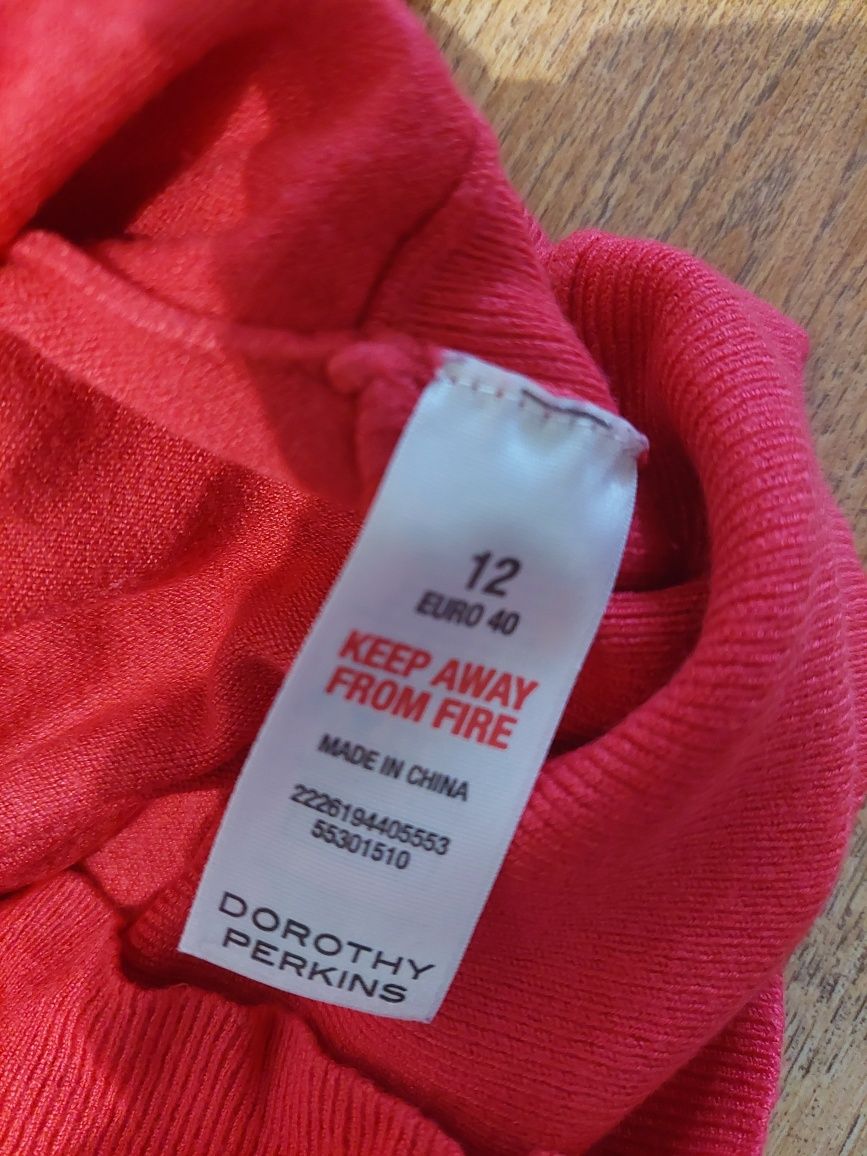 12
EURO 40
KEEP AWAY
FROM FIRE
MADE IN CHINA
2226194405553
55301510
DOROTHY
PERKINS